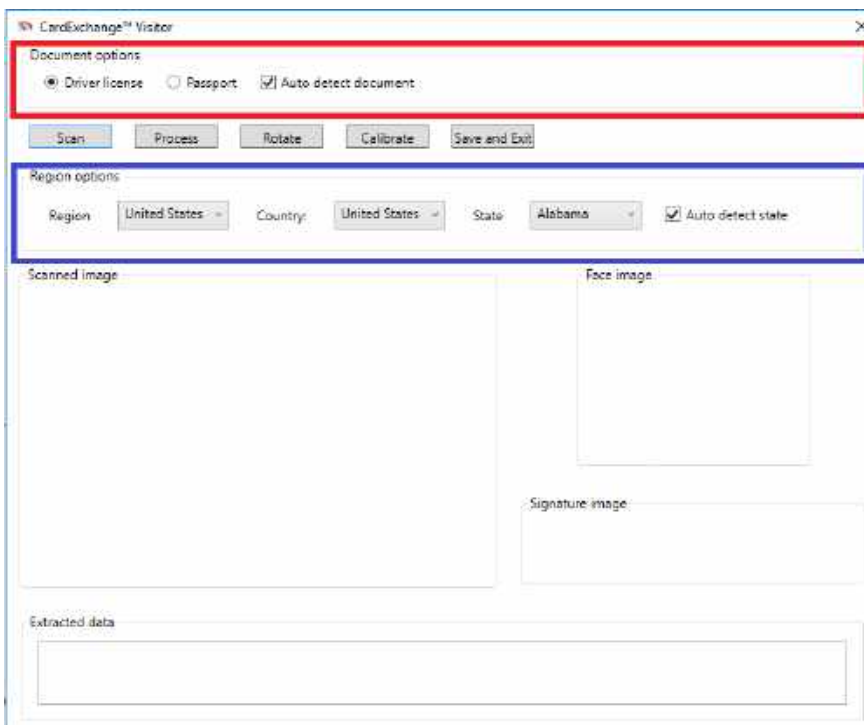 CardExchange™ Visitor
Document options
Driver license Passport Auto detect document
Scan Process Rotate Calibrate Save and Exit
Region options
Region United States Country: United States State Alabama Auto detect state
Scanned image Face image
Signature image
Extracted data